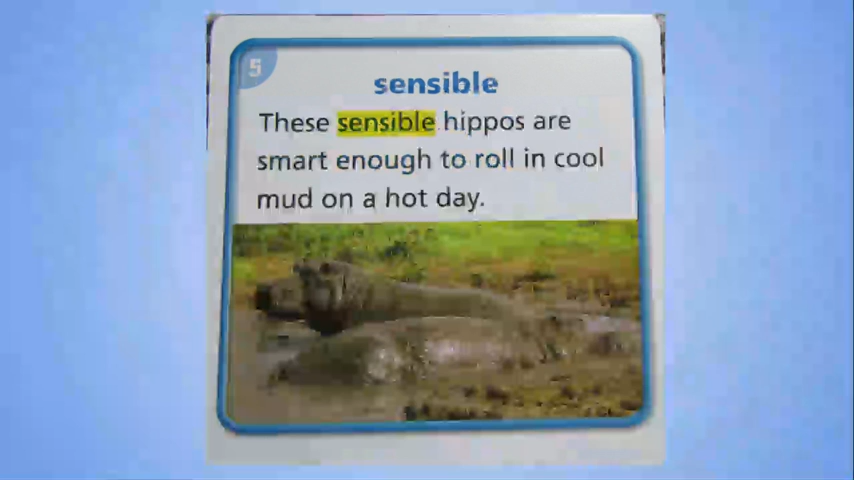 5
sensible
These sensible hippos are
smart enough to roll in cool
mud on a hot day.